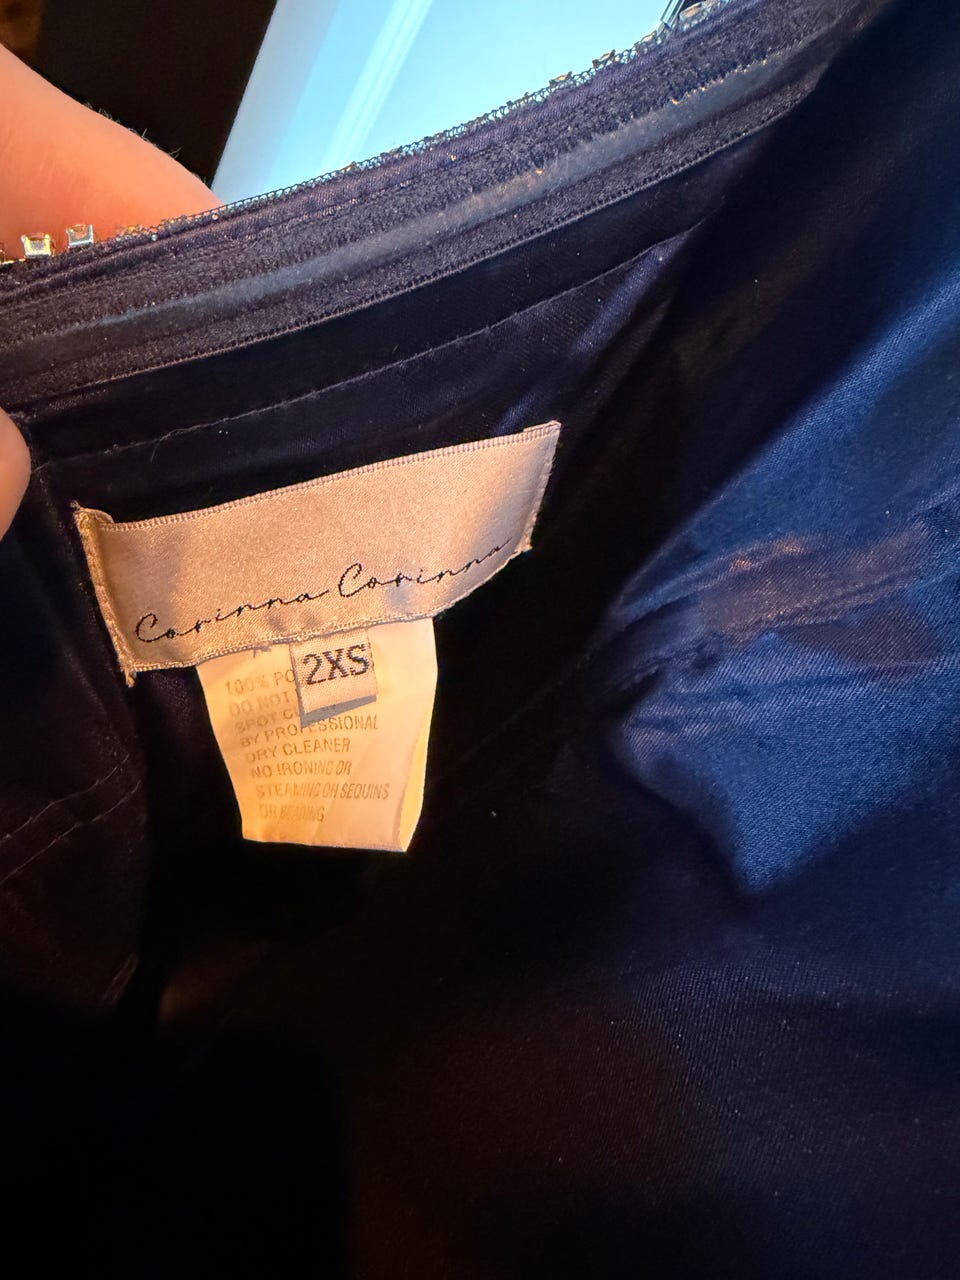 Corinna Corinna
2XS
100% PO
DO NOT
SPOT
BY PROFESSIONAL
DRY CLEANER
NO IRONING OR
STEAMING ON SEQUINS
OR BEADING